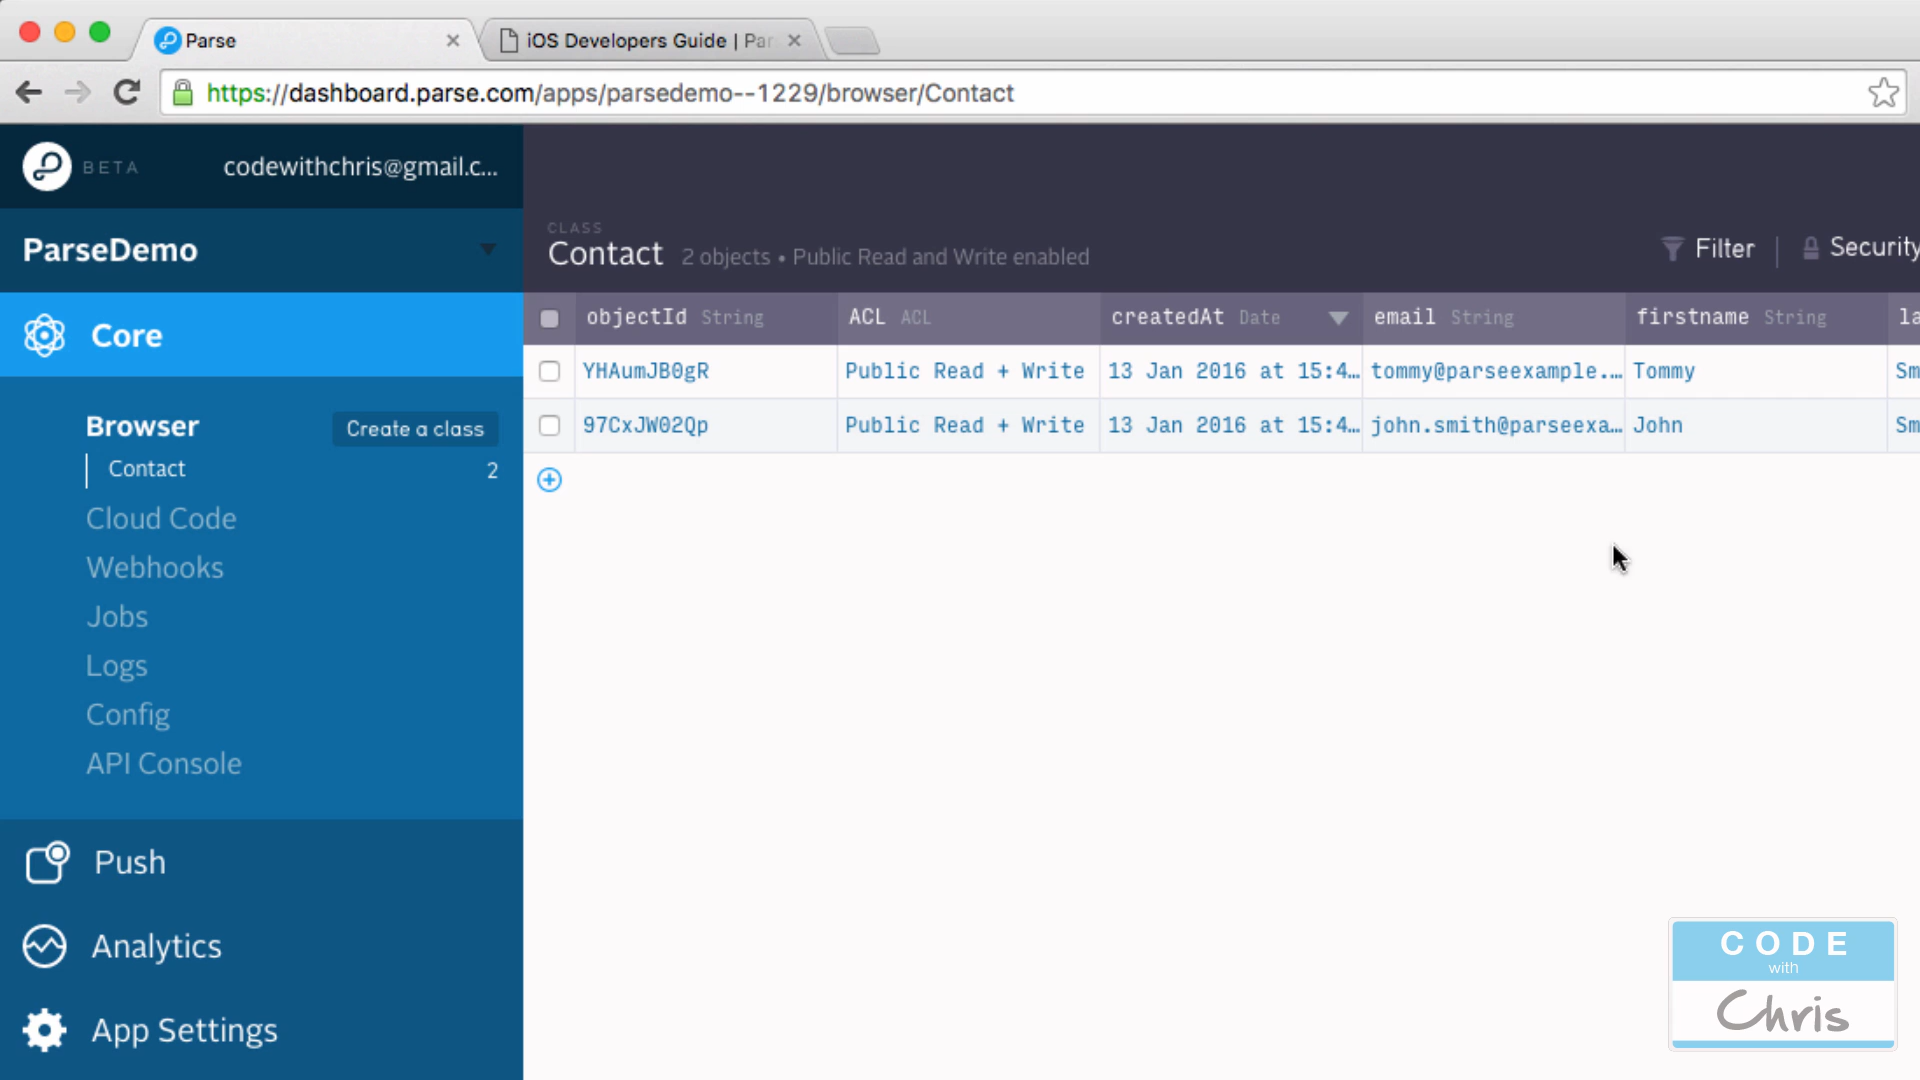 Parse
iOS Developers Guide | Par
https://dashboard.parse.com/apps/parsedemo--1229/browser/Contact
BETA codewithchris@gmail.c...
ParseDemo
Core
Browser Create a class
Contact 2
Cloud Code
Webhooks
Jobs
Logs
Config
API Console
Push
Analytics
App Settings
CLASS
Contact 2 objects • Public Read and Write enabled
Filter Security
objectId String ACL ACL createdAt Date email String firstname String la
YHAumJB0gR Public Read + Write 13 Jan 2016 at 15:4… tommy@parseexample.… Tommy Sm
97CxJW02Qp Public Read + Write 13 Jan 2016 at 15:4… john.smith@parseexa… John Sm
CODE
with
Chris